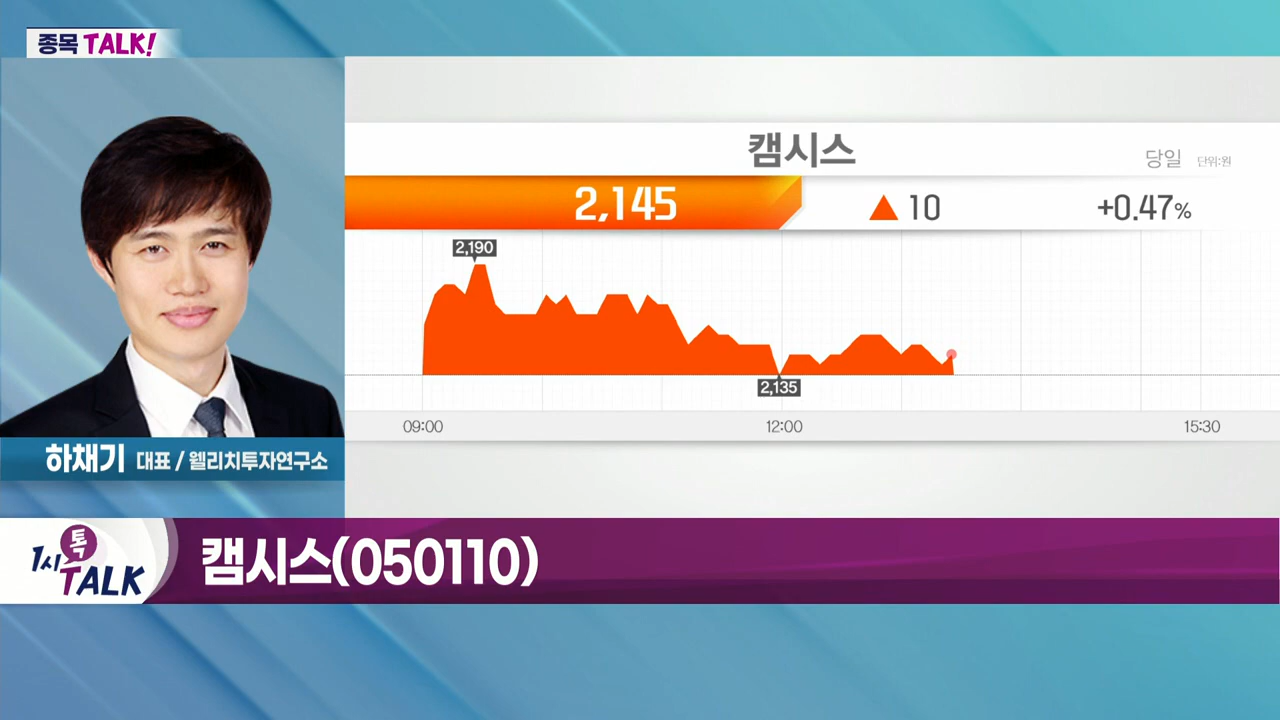 종목 TALK!
캠시스
당일 단위:원
2,145 ▲ 10 +0.47%
2,190
2,135
09:00 12:00 15:30
하채기 대표 / 웰리치투자연구소
1시 톡 TALK
캠시스(050110)